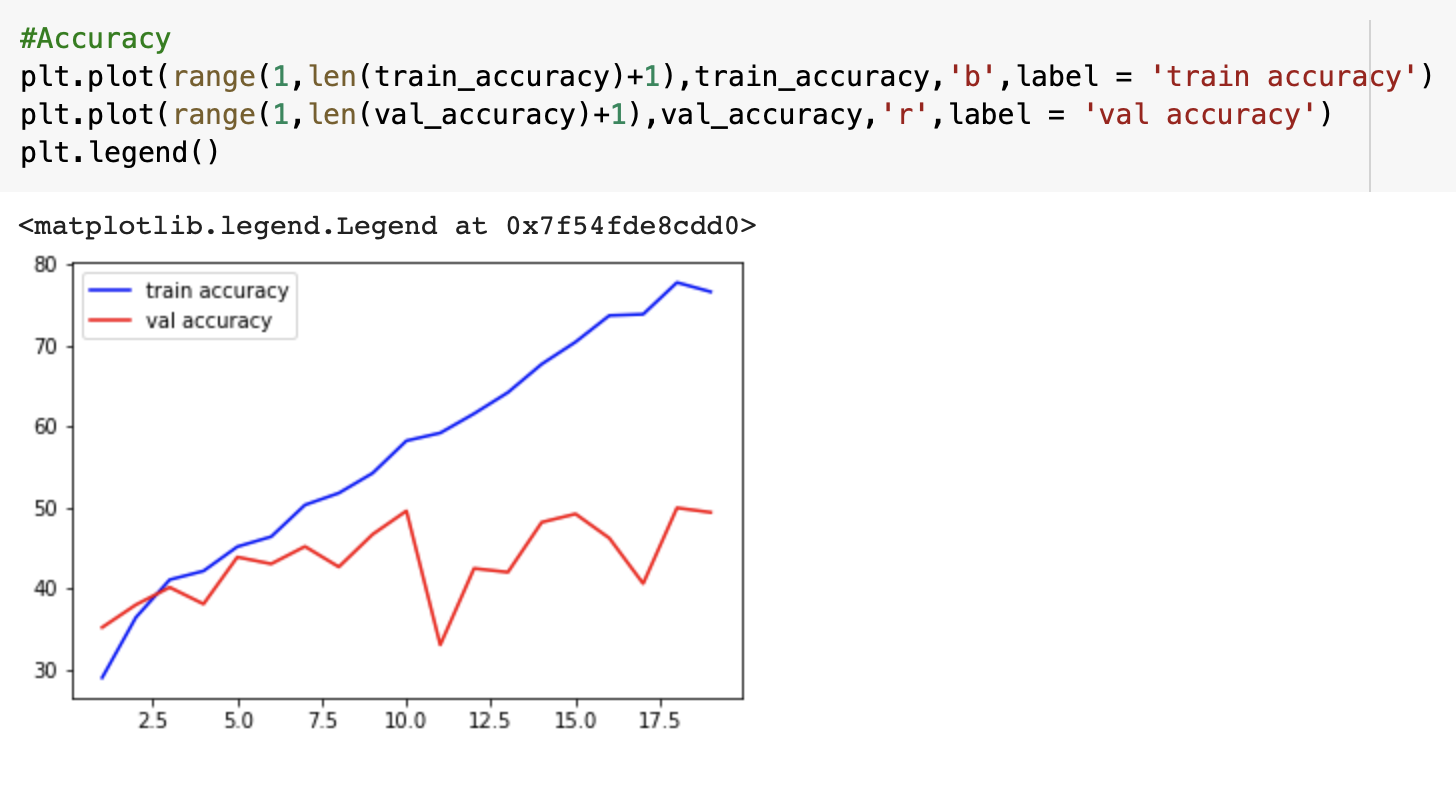 #Accuracy
plt.plot(range(1,len(train_accuracy)+1),train_accuracy,'b',label = 'train accuracy')
plt.plot(range(1,len(val_accuracy)+1),val_accuracy,'r',label = 'val accuracy')
plt.legend()
<matplotlib.legend.Legend at 0x7f54fde8cdd0>
train accuracy
val accuracy
80
70
60
50
40
30
2.5 5.0 7.5 10.0 12.5 15.0 17.5